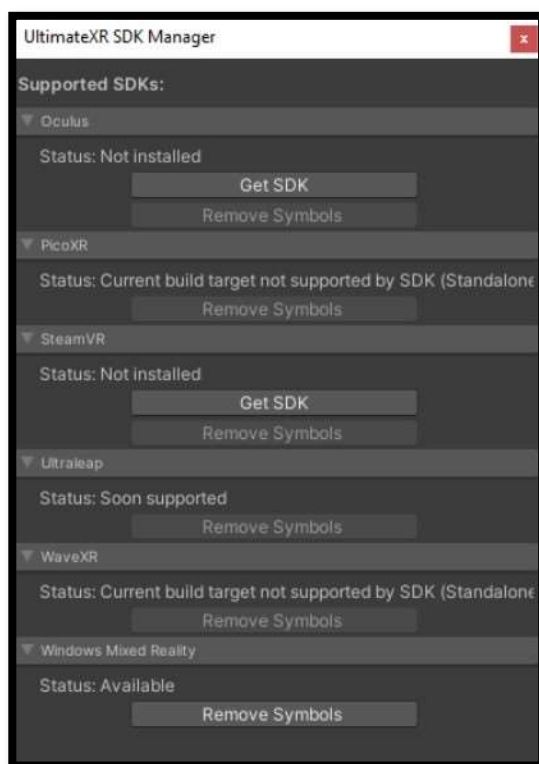 UltimateXR SDK Manager
x
Supported SDKs:
Oculus
Status: Not installed
Get SDK
Remove Symbols
PicoXR
Status: Current build target not supported by SDK (Standalone
Remove Symbols
SteamVR
Status: Not installed
Get SDK
Remove Symbols
Ultraleap
Status: Soon supported
Remove Symbols
WaveXR
Status: Current build target not supported by SDK (Standalone
Remove Symbols
Windows Mixed Reality
Status: Available
Remove Symbols